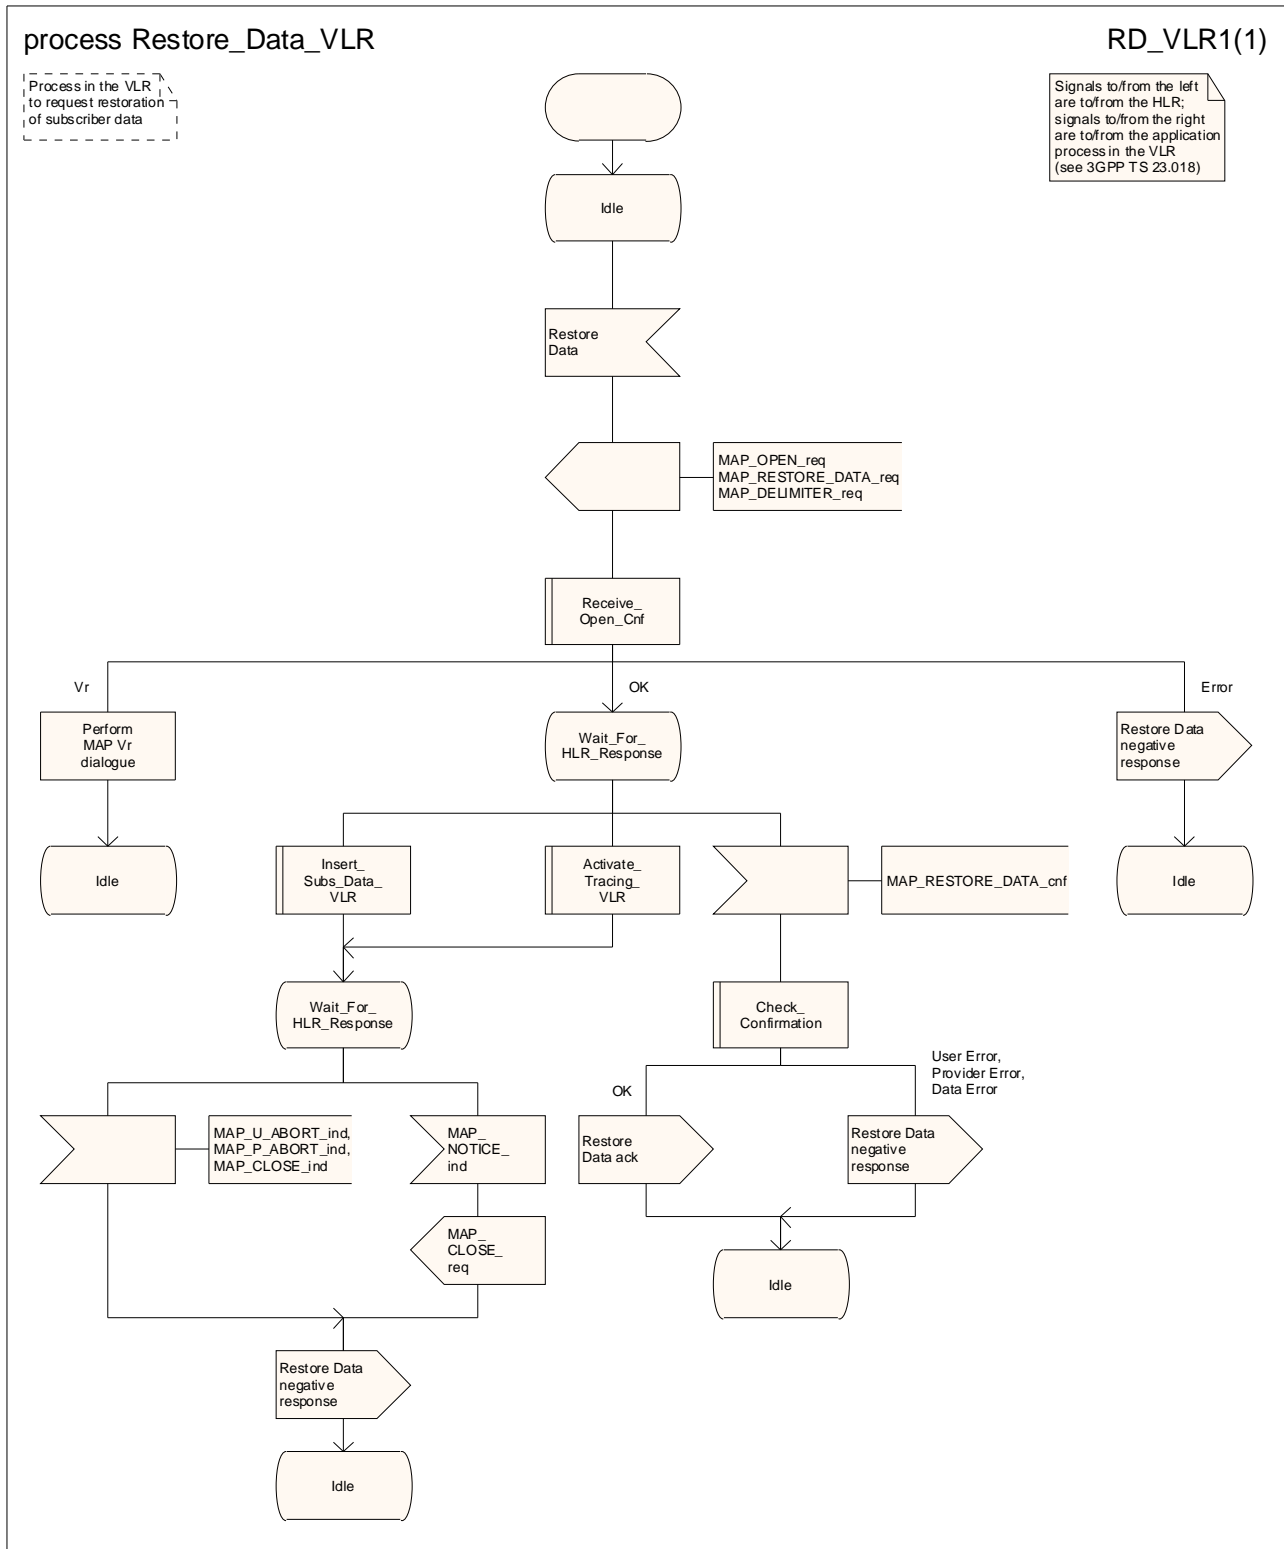 process Restore_Data_VLR
RD_VLR1(1)
Process in the VLR
to request restoration
of subscriber data
Signals to/from the left
are to/from the HLR;
signals to/from the right
are to/from the application
process in the VLR
(see 3GPP TS 23.018)
Idle
Restore
Data
MAP_OPEN_req
MAP_RESTORE_DATA_req
MAP_DELIMITER_req
Receive_
Open_Cnf
Vr
OK
Error
Perform
MAP Vr
dialogue
Wait_For_
HLR_Response
Restore Data
negative
response
Idle
Insert_
Subs_Data_
VLR
Activate_
Tracing_
VLR
MAP_RESTORE_DATA_cnf
Idle
Wait_For_
HLR_Response
Check_
Confirmation
OK
User Error,
Provider Error,
Data Error
MAP_U_ABORT_ind,
MAP_P_ABORT_ind,
MAP_CLOSE_ind
MAP_
NOTICE_
ind
Restore
Data ack
Restore Data
negative
response
MAP_
CLOSE_
req
Idle
Restore Data
negative
response
Idle